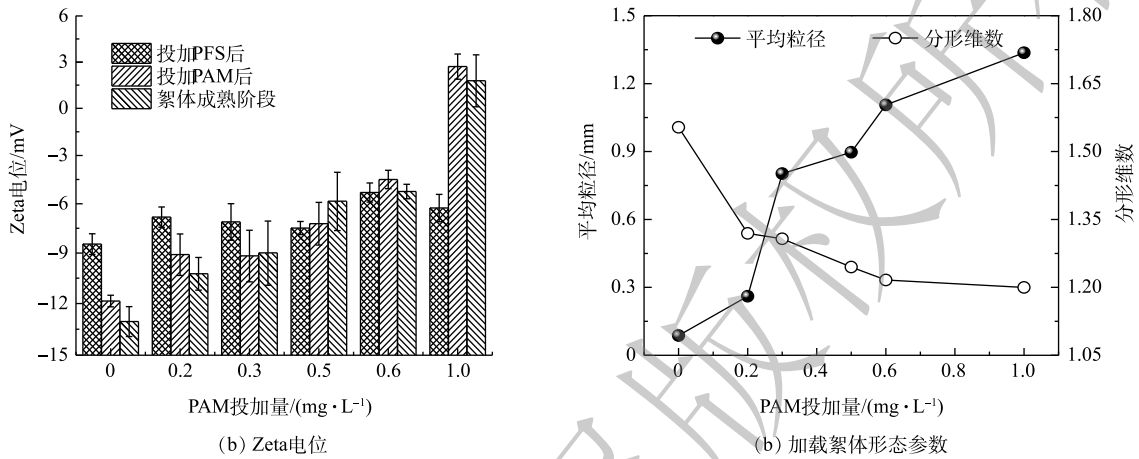 6
3
0
−3
−6
−9
−12
−15
Zeta电位/mV
投加PFS后
投加PAM后
絮体成熟阶段
0 0.2 0.3 0.5 0.6 1.0
PAM投加量/(mg·L⁻¹)
(b) Zeta电位
1.5
1.2
0.9
0.6
0.3
0
平均粒径/mm
平均粒径 分形维数
1.80
1.65
1.50
1.35
1.20
1.05
分形维数
0 0.2 0.4 0.6 0.8 1.0
PAM投加量/(mg·L⁻¹)
(b) 加载絮体形态参数
版权所